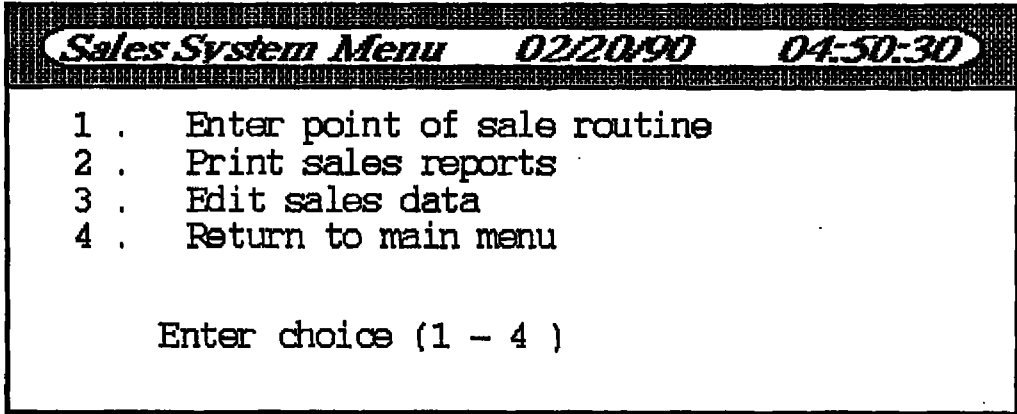 Sales System Menu 02/20/90 04:50:30
1 . Enter point of sale routine
2 . Print sales reports
3 . Edit sales data
4 . Return to main menu
Enter choice (1 – 4 )